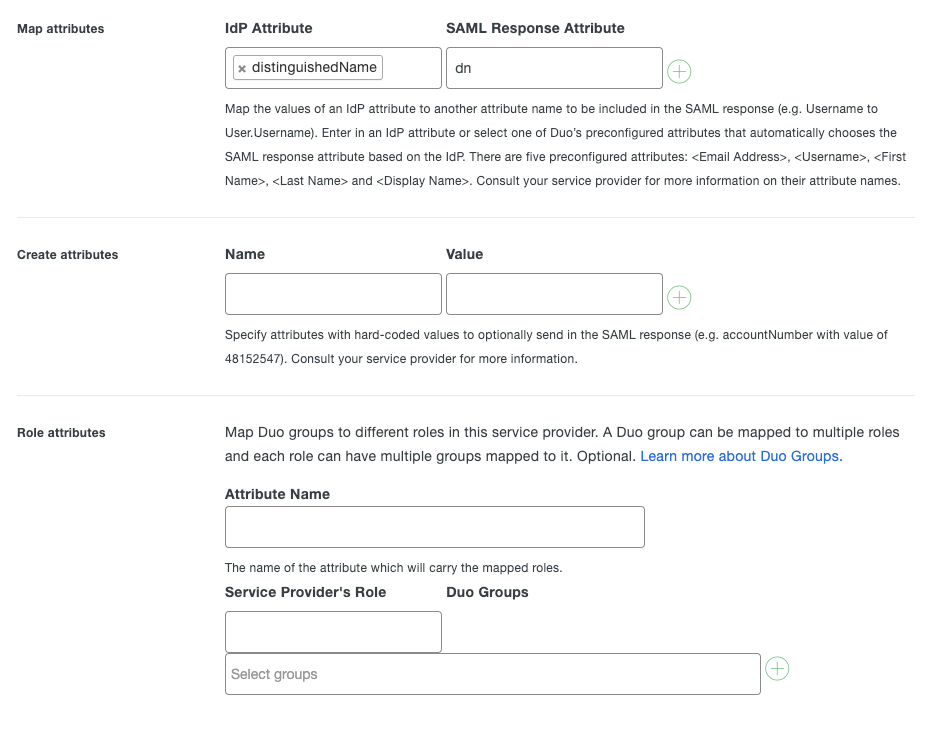 Map attributes
IdP Attribute
SAML Response Attribute
× distinguishedName
dn
Map the values of an IdP attribute to another attribute name to be included in the SAML response (e.g. Username to
User.Username). Enter in an IdP attribute or select one of Duo's preconfigured attributes that automatically chooses the
SAML response attribute based on the IdP. There are five preconfigured attributes: <Email Address>, <Username>, <First
Name>, <Last Name> and <Display Name>. Consult your service provider for more information on their attribute names.
Create attributes
Name
Value
Specify attributes with hard-coded values to optionally send in the SAML response (e.g. accountNumber with value of
48152547). Consult your service provider for more information.
Role attributes
Map Duo groups to different roles in this service provider. A Duo group can be mapped to multiple roles
and each role can have multiple groups mapped to it. Optional. Learn more about Duo Groups.
Attribute Name
The name of the attribute which will carry the mapped roles.
Service Provider's Role
Duo Groups
Select groups